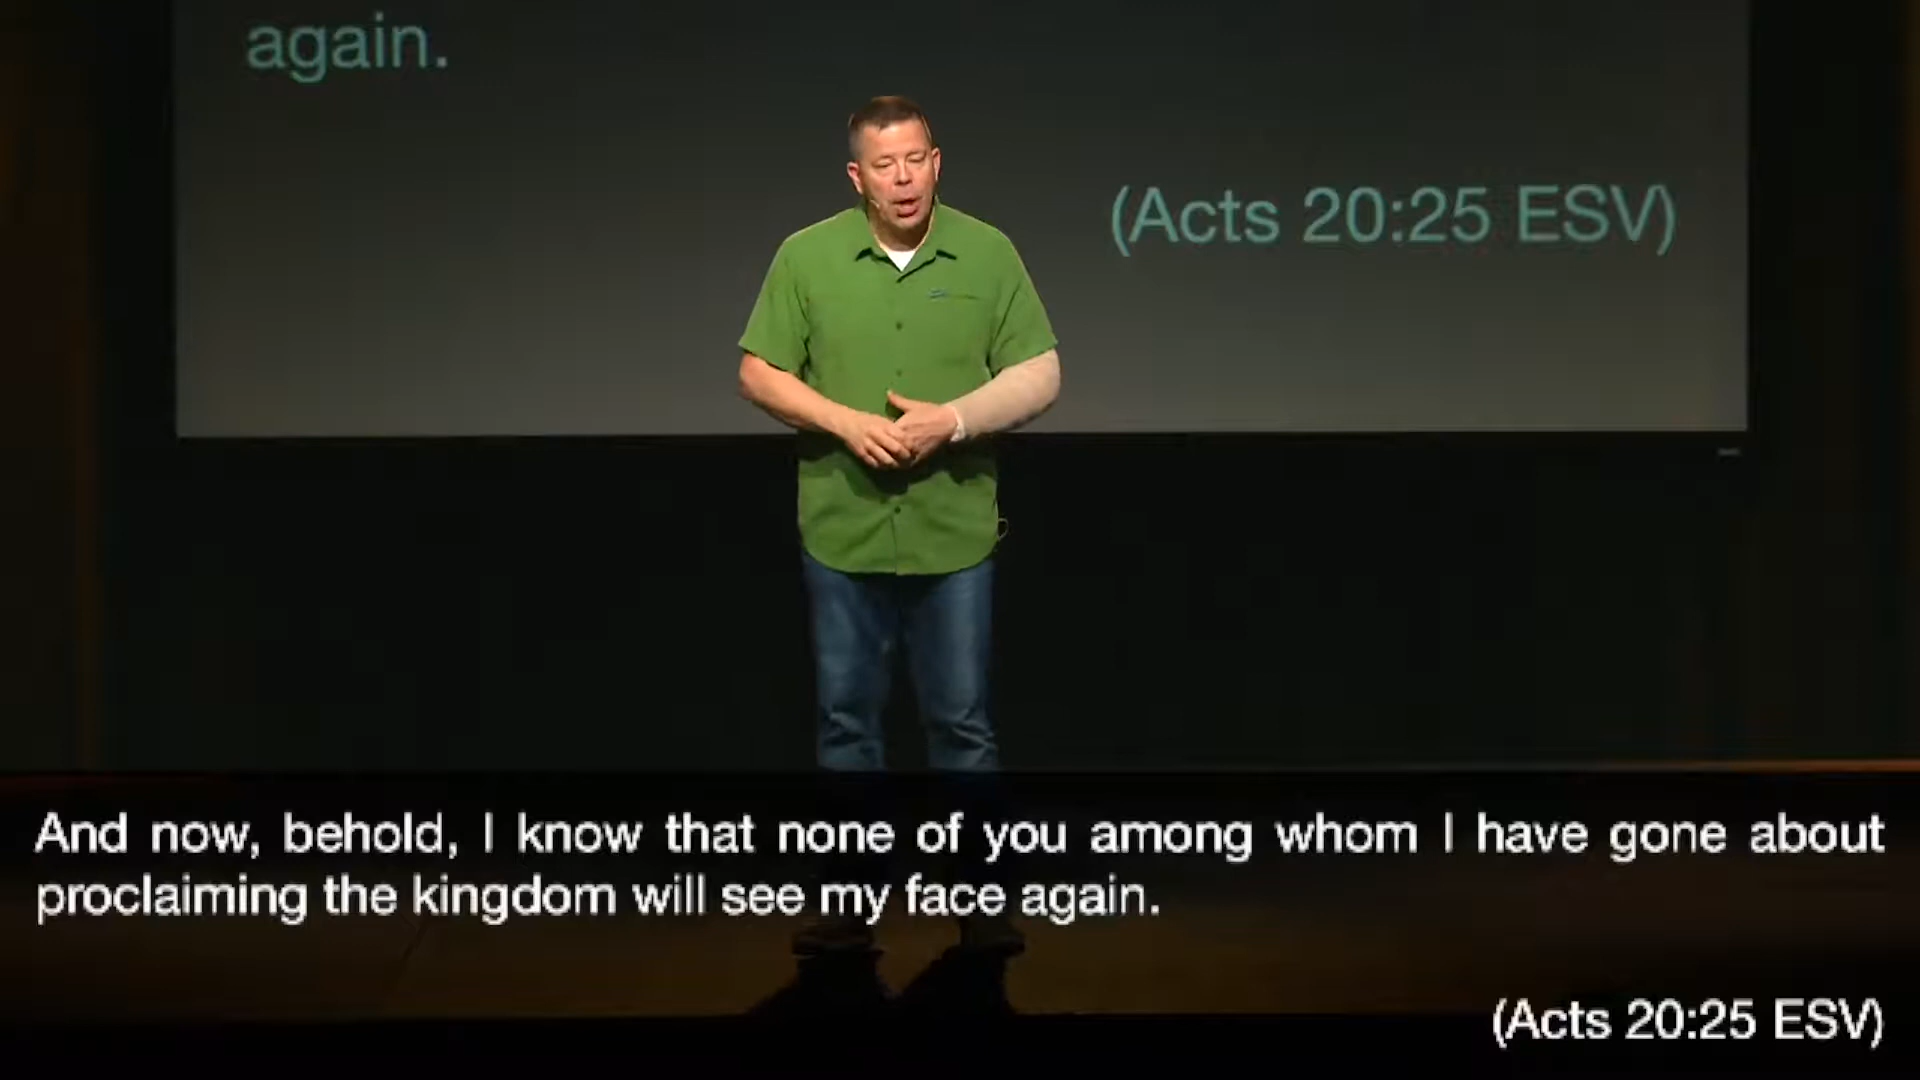 again.
(Acts 20:25 ESV)
And now, behold, I know that none of you among whom I have gone about
proclaiming the kingdom will see my face again.
(Acts 20:25 ESV)